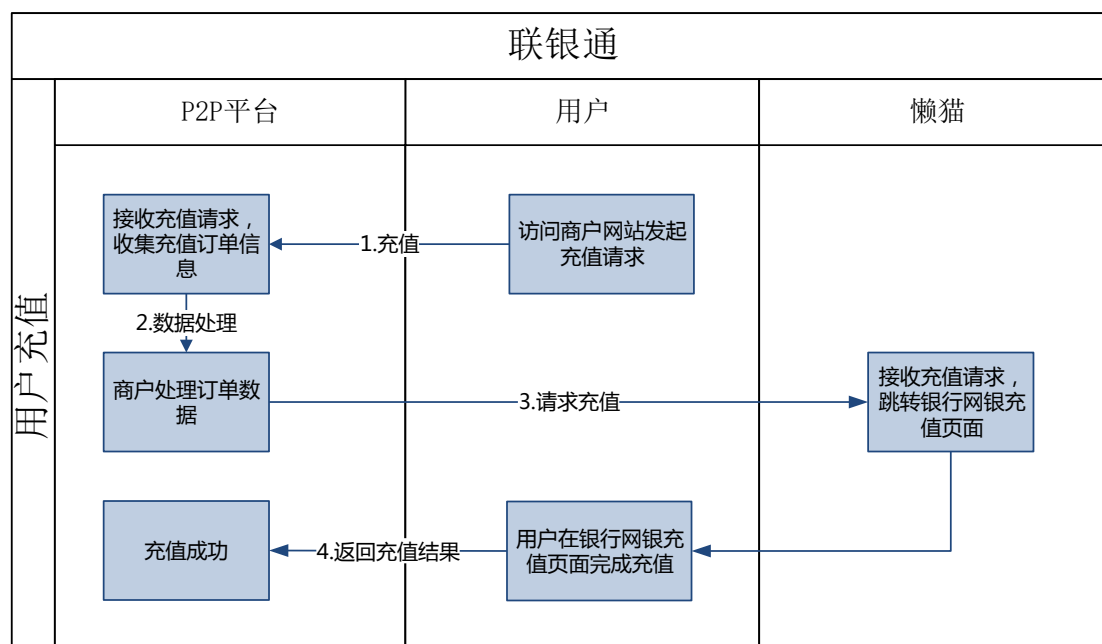 联银通
P2P平台
用户
懒猫
用户充值
接收充值请求，
收集充值订单信
息
1.充值
访问商户网站发起
充值请求
2.数据处理
商户处理订单数
据
3.请求充值
接收充值请求，
跳转银行网银充
值页面
充值成功
4.返回充值结果
用户在银行网银充
值页面完成充值